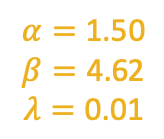 α = 1.50
β = 4.62
λ = 0.01